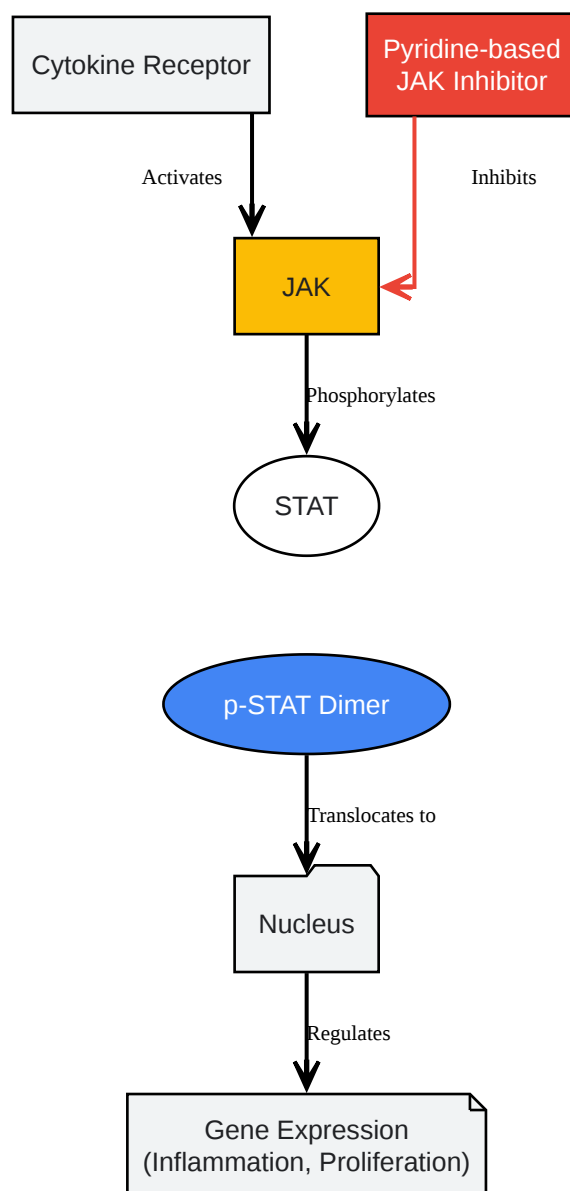 Cytokine Receptor
Pyridine-based
JAK Inhibitor
Activates
Inhibits
JAK
Phosphorylates
STAT
p-STAT Dimer
Translocates to
Nucleus
Regulates
Gene Expression
(Inflammation, Proliferation)